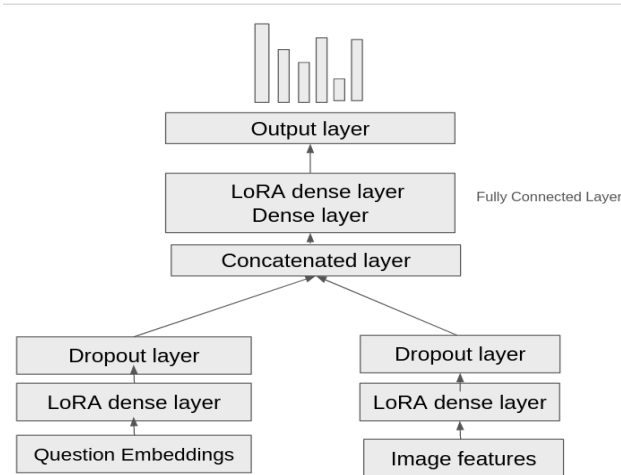 Output layer
LoRA dense layer
Dense layer
Fully Connected Layer
Concatenated layer
Dropout layer
Dropout layer
LoRA dense layer
LoRA dense layer
Question Embeddings
Image features